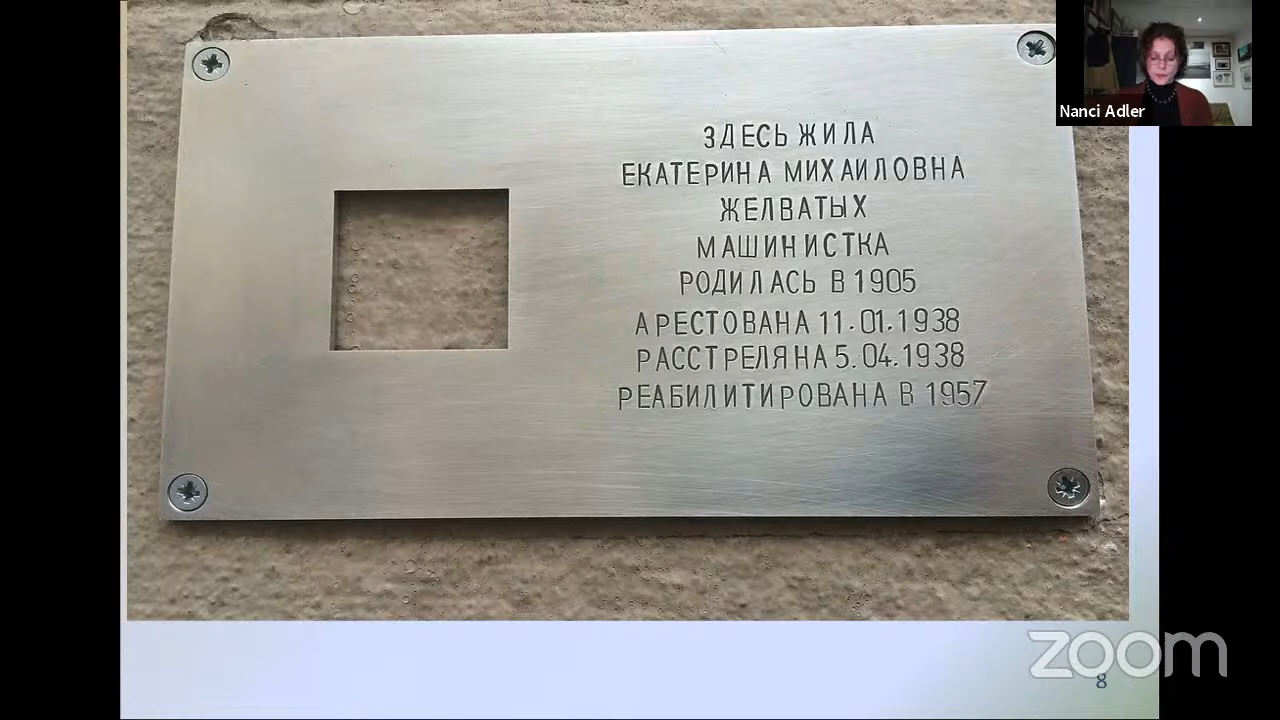 Nanci Adler
ЗДЕСЬ ЖИЛА
ЕКАТЕРИНА МИХАИЛОВНА
ЖЕЛВАТЫХ
МАШИНИСТКА
РОДИЛАСЬ В 1905
АРЕСТОВАНА 11.01.1938
РАССТРЕЛЯНА 5.04.1938
РЕАБИЛИТИРОВАНА В 1957
zoom
8